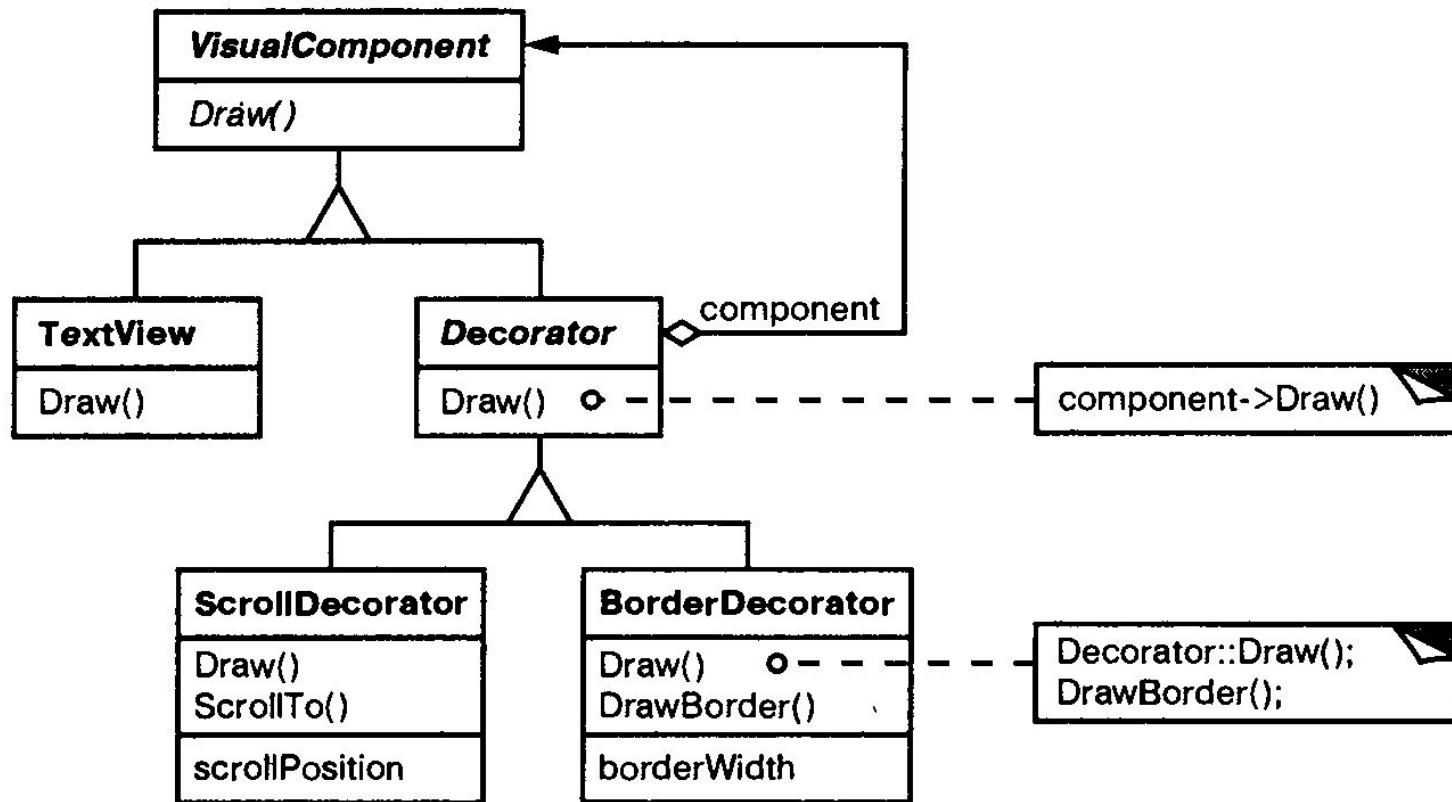 VisualComponent
Draw()
TextView
Draw()
Decorator
Draw()
component
component->Draw()
ScrollDecorator
Draw()
ScrollTo()
scrollPosition
BorderDecorator
Draw()
DrawBorder()
borderWidth
Decorator::Draw();
DrawBorder();